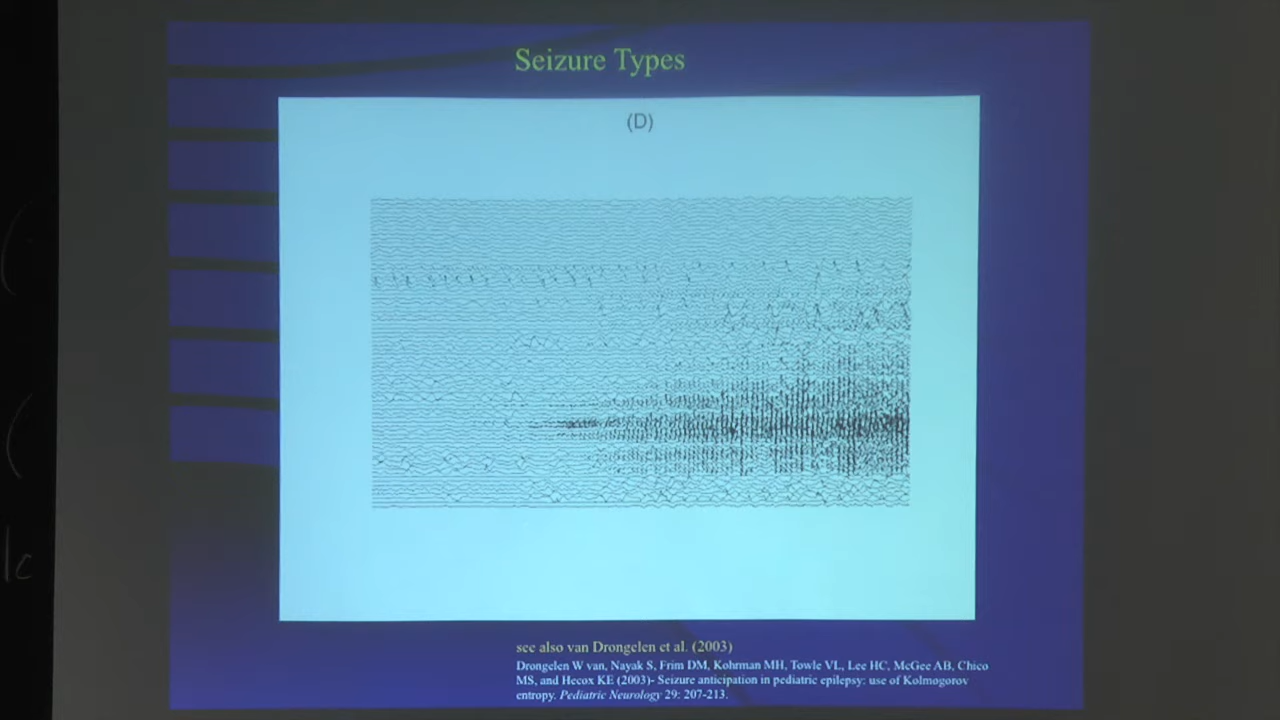 Seizure Types
(D)
see also van Drongelen et al. (2003)
Drongelen W van, Nayak S, Frim DM, Kohrman MH, Towle VL, Lee HC, McGee AB, Chico
MS, and Hecox KE (2003)- Seizure anticipation in pediatric epilepsy: use of Kolmogorov
entropy. Pediatric Neurology 29: 207-213.